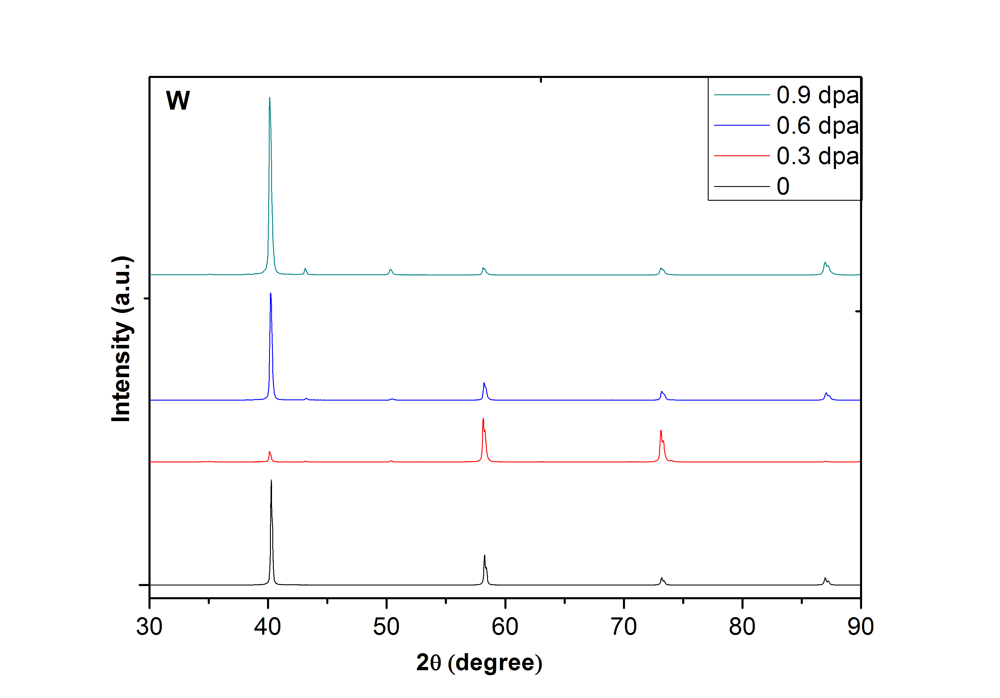 W
0.9 dpa
0.6 dpa
0.3 dpa
0
Intensity (a.u.)
30 40 50 60 70 80 90
2θ (degree)